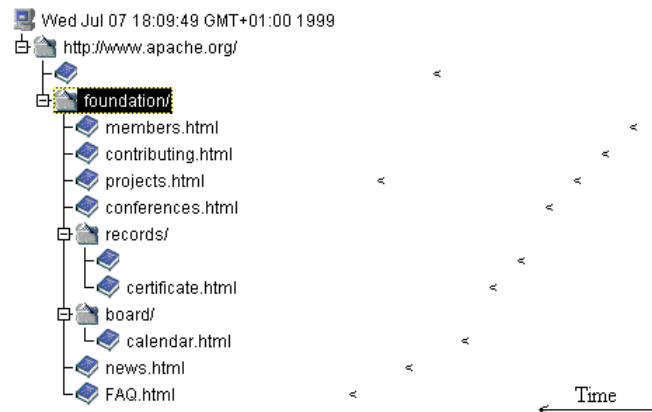 Wed Jul 07 18:09:49 GMT+01:00 1999
http://www.apache.org/
<
foundation/
members.html <
contributing.html <
projects.html < <
conferences.html <
records/
<
certificate.html <
board/
calendar.html <
news.html <
FAQ.html <
Time